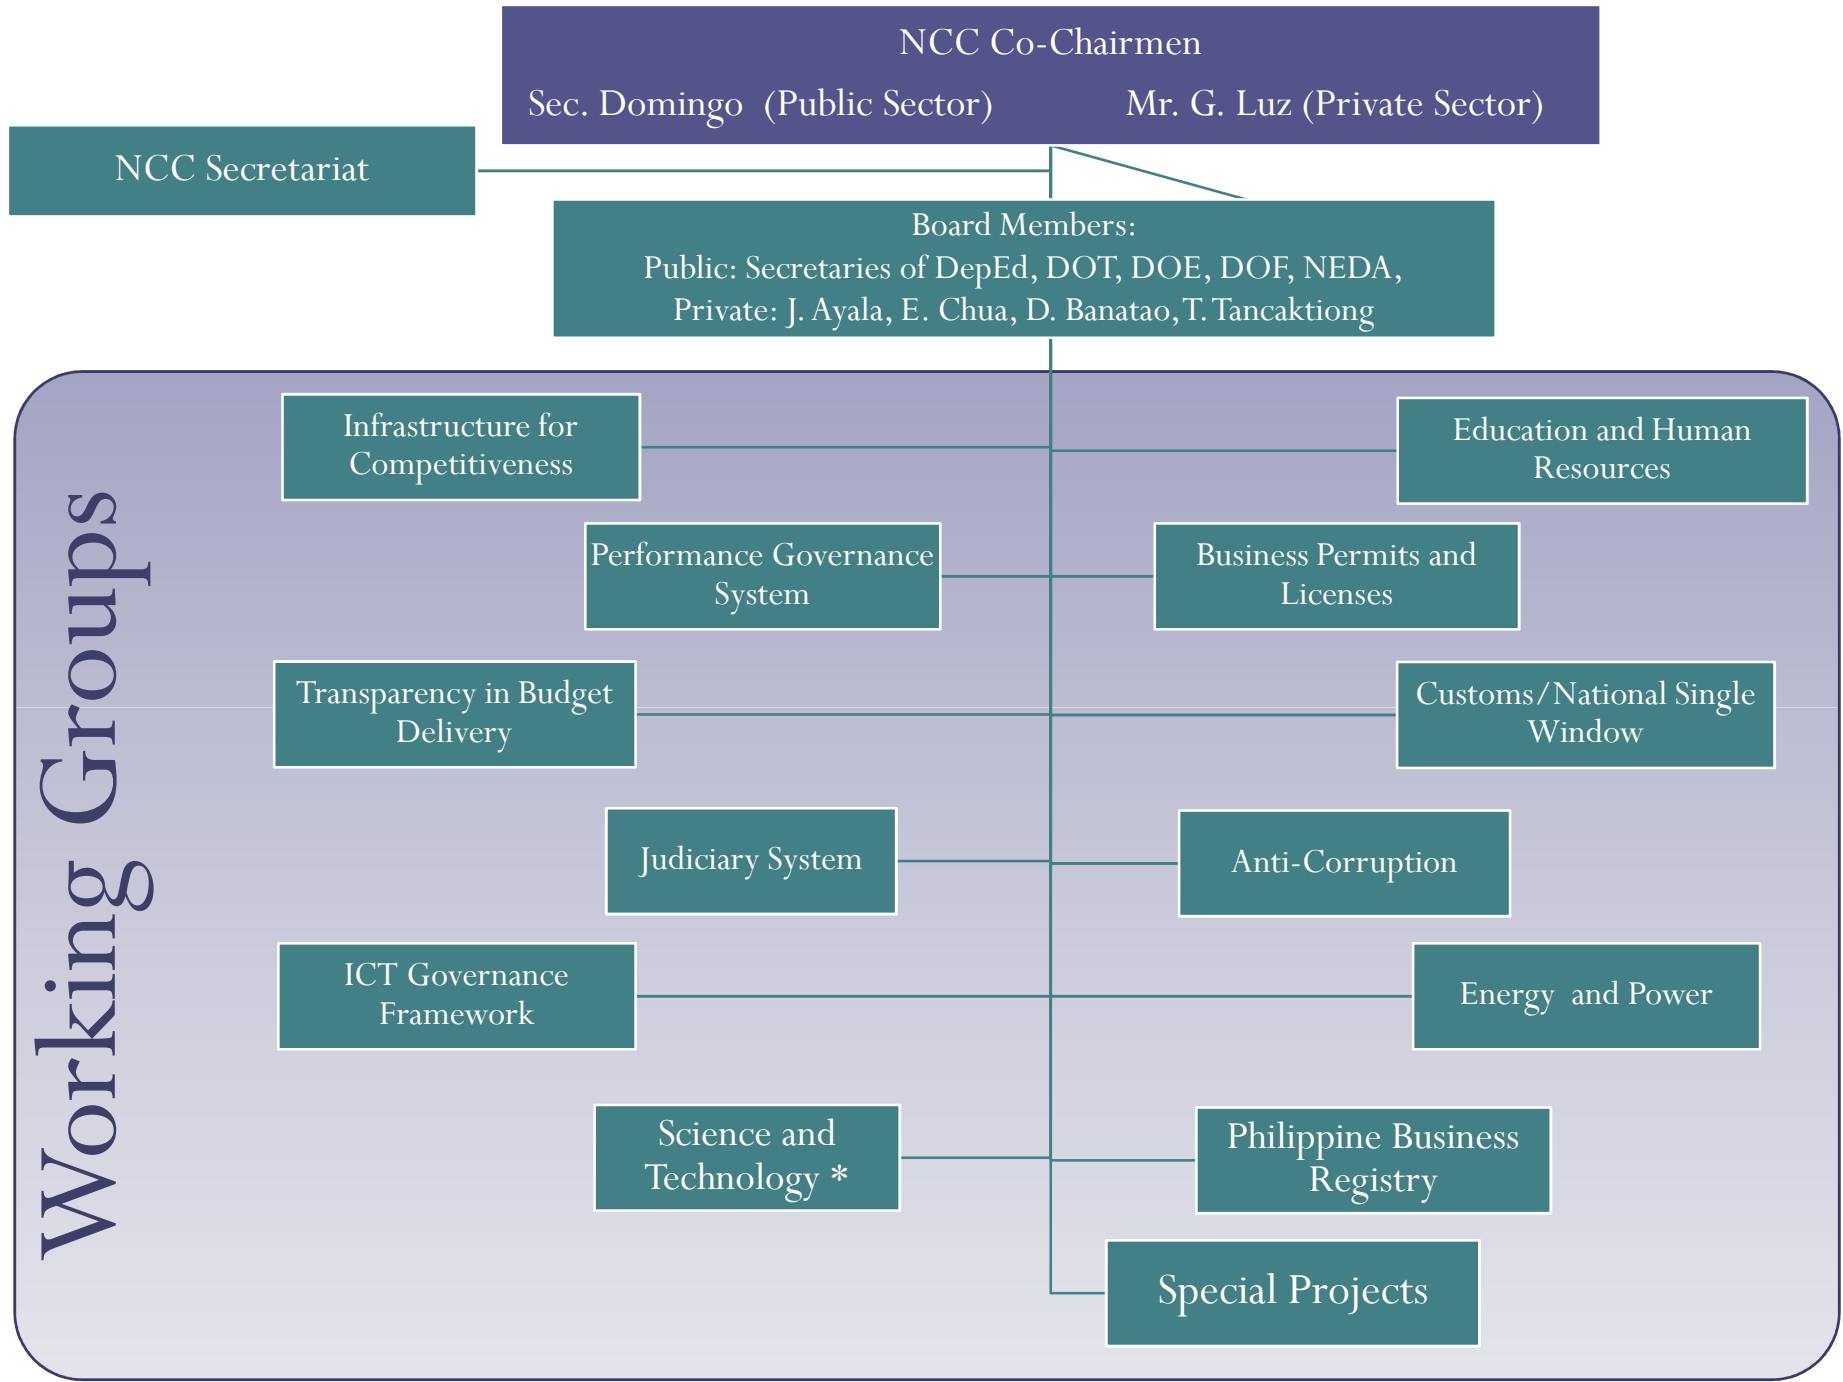 NCC Co-Chairmen
Sec. Domingo (Public Sector) Mr. G. Luz (Private Sector)
NCC Secretariat
Board Members:
Public: Secretaries of DepEd, DOT, DOE, DOF, NEDA,
Private: J. Ayala, E. Chua, D. Banatao, T. Tancaktiong
Working Groups
Infrastructure for
Competitiveness
Education and Human
Resources
Performance Governance
System
Business Permits and
Licenses
Transparency in Budget
Delivery
Customs/National Single
Window
Judiciary System
Anti-Corruption
ICT Governance
Framework
Energy and Power
Science and
Technology *
Philippine Business
Registry
Special Projects